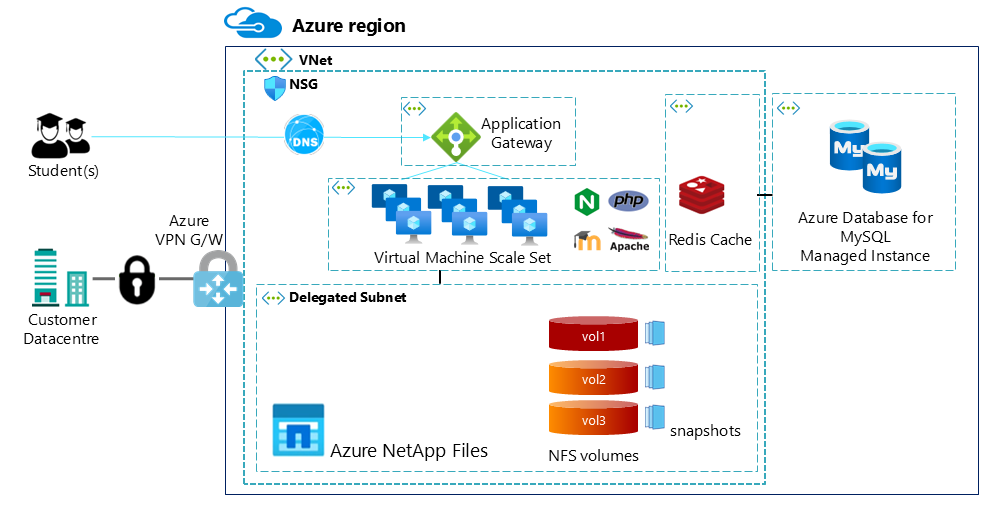 Azure region
VNet
NSG
Student(s)
DNS
Application
Gateway
Azure
VPN G/W
Virtual Machine Scale Set
N
php
m
Apache
Redis Cache
My
My
Azure Database for
MySQL
Managed Instance
Customer
Datacentre
Delegated Subnet
vol1
vol2
vol3
snapshots
Azure NetApp Files
NFS volumes